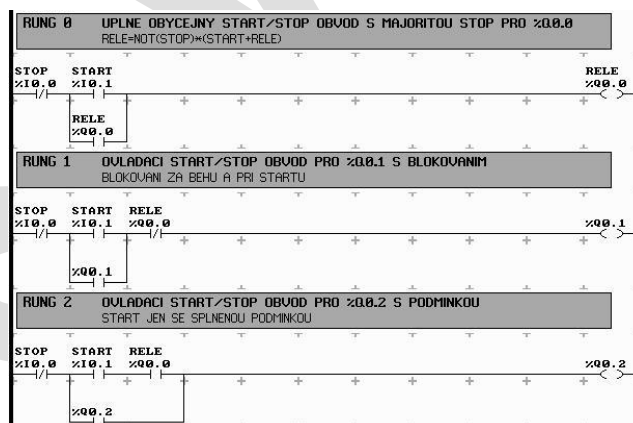 RUNG 0 UPLNE OBYCEJNY START/STOP OBVOD S MAJORITOU STOP PRO %Q0.0
RELE=NOT(STOP)*(START+RELE)
STOP START RELE
%I0.0 %I0.1 %Q0.0
RELE
%Q0.0
RUNG 1 OVLADACI START/STOP OBVOD PRO %Q0.1 S BLOKOVANIM
BLOKOVANI ZA BEHU A PRI STARTU
STOP START RELE
%I0.0 %I0.1 %Q0.0 %Q0.1
%Q0.1
RUNG 2 OVLADACI START/STOP OBVOD PRO %Q0.2 S PODMINKOU
START JEN SE SPLNENOU PODMINKOU
STOP START RELE
%I0.0 %I0.1 %Q0.0 %Q0.2
%Q0.2